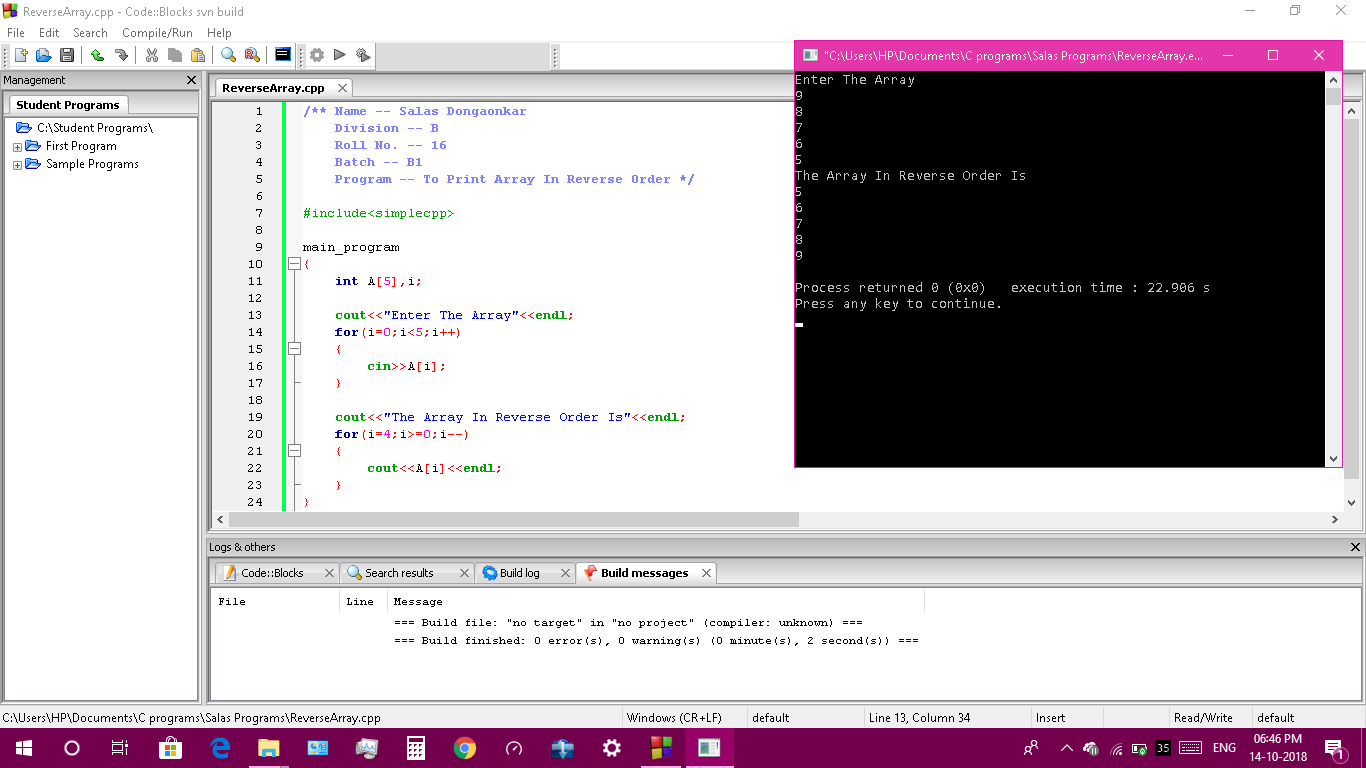 ReverseArray.cpp - Code::Blocks svn build
File Edit Search Compile/Run Help
Management
Student Programs
C:\Student Programs\
First Program
Sample Programs
ReverseArray.cpp
1 /** Name -- Salas Dongaonkar
2 Division -- B
3 Roll No. -- 16
4 Batch -- B1
5 Program -- To Print Array In Reverse Order */
6
7 #include<simplecpp>
8
9 main_program
10 {
11 int A[5],i;
12
13 cout<<"Enter The Array"<<endl;
14 for(i=0;i<5;i++)
15 {
16 cin>>A[i];
17 }
18
19 cout<<"The Array In Reverse Order Is"<<endl;
20 for(i=4;i>=0;i--)
21 {
22 cout<<A[i]<<endl;
23 }
24 }
"C:\Users\HP\Documents\C programs\Salas Programs\ReverseArray.e...
Enter The Array
9
8
7
6
5
The Array In Reverse Order Is
5
6
7
8
9
Process returned 0 (0x0) execution time : 22.906 s
Press any key to continue.
Logs & others
Code::Blocks Search results Build log Build messages
File Line Message
=== Build file: "no target" in "no project" (compiler: unknown) ===
=== Build finished: 0 error(s), 0 warning(s) (0 minute(s), 2 second(s)) ===
C:\Users\HP\Documents\C programs\Salas Programs\ReverseArray.cpp Windows (CR+LF) default Line 13, Column 34 Insert Read/Write default
35 ENG 06:46 PM
14-10-2018
1